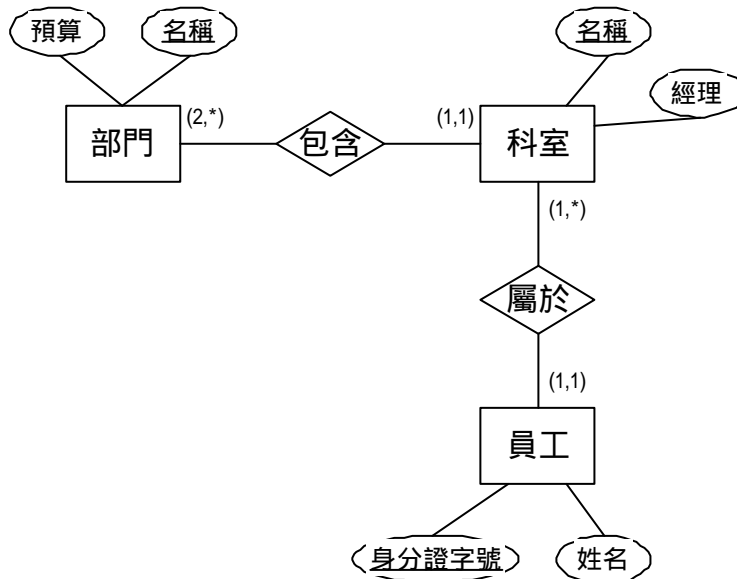 預算 名稱 名稱
經理
部門 (2,*) 包含 (1,1) 科室
(1,*)
屬於
(1,1)
員工
身分證字號 姓名